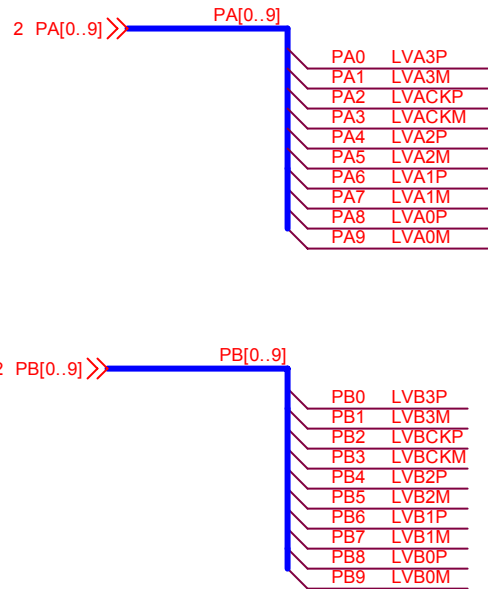 PA[0..9]
2 PA[0..9]
PA0 LVA3P
PA1 LVA3M
PA2 LVACKP
PA3 LVACKM
PA4 LVA2P
PA5 LVA2M
PA6 LVA1P
PA7 LVA1M
PA8 LVA0P
PA9 LVA0M
PB[0..9]
2 PB[0..9]
PB0 LVB3P
PB1 LVB3M
PB2 LVBCKP
PB3 LVBCKM
PB4 LVB2P
PB5 LVB2M
PB6 LVB1P
PB7 LVB1M
PB8 LVB0P
PB9 LVB0M